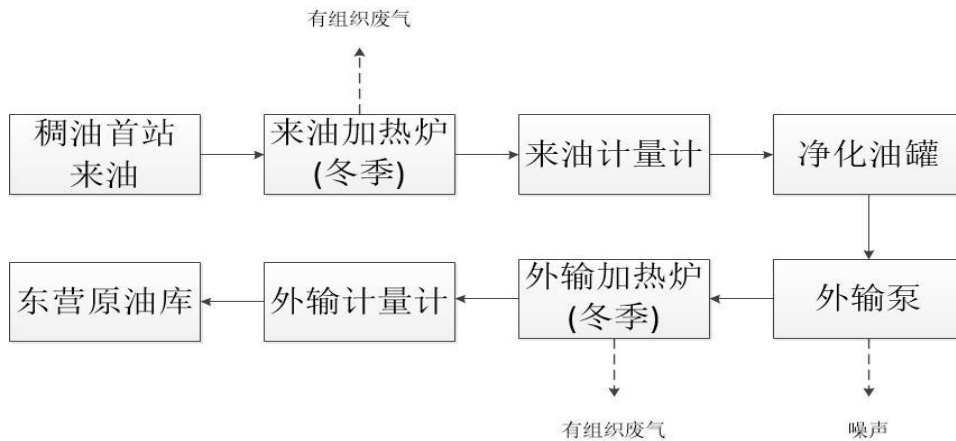 有组织废气
稠油首站
来油
来油加热炉
(冬季)
来油计量计
净化油罐
东营原油库
外输计量计
外输加热炉
(冬季)
外输泵
有组织废气
噪声